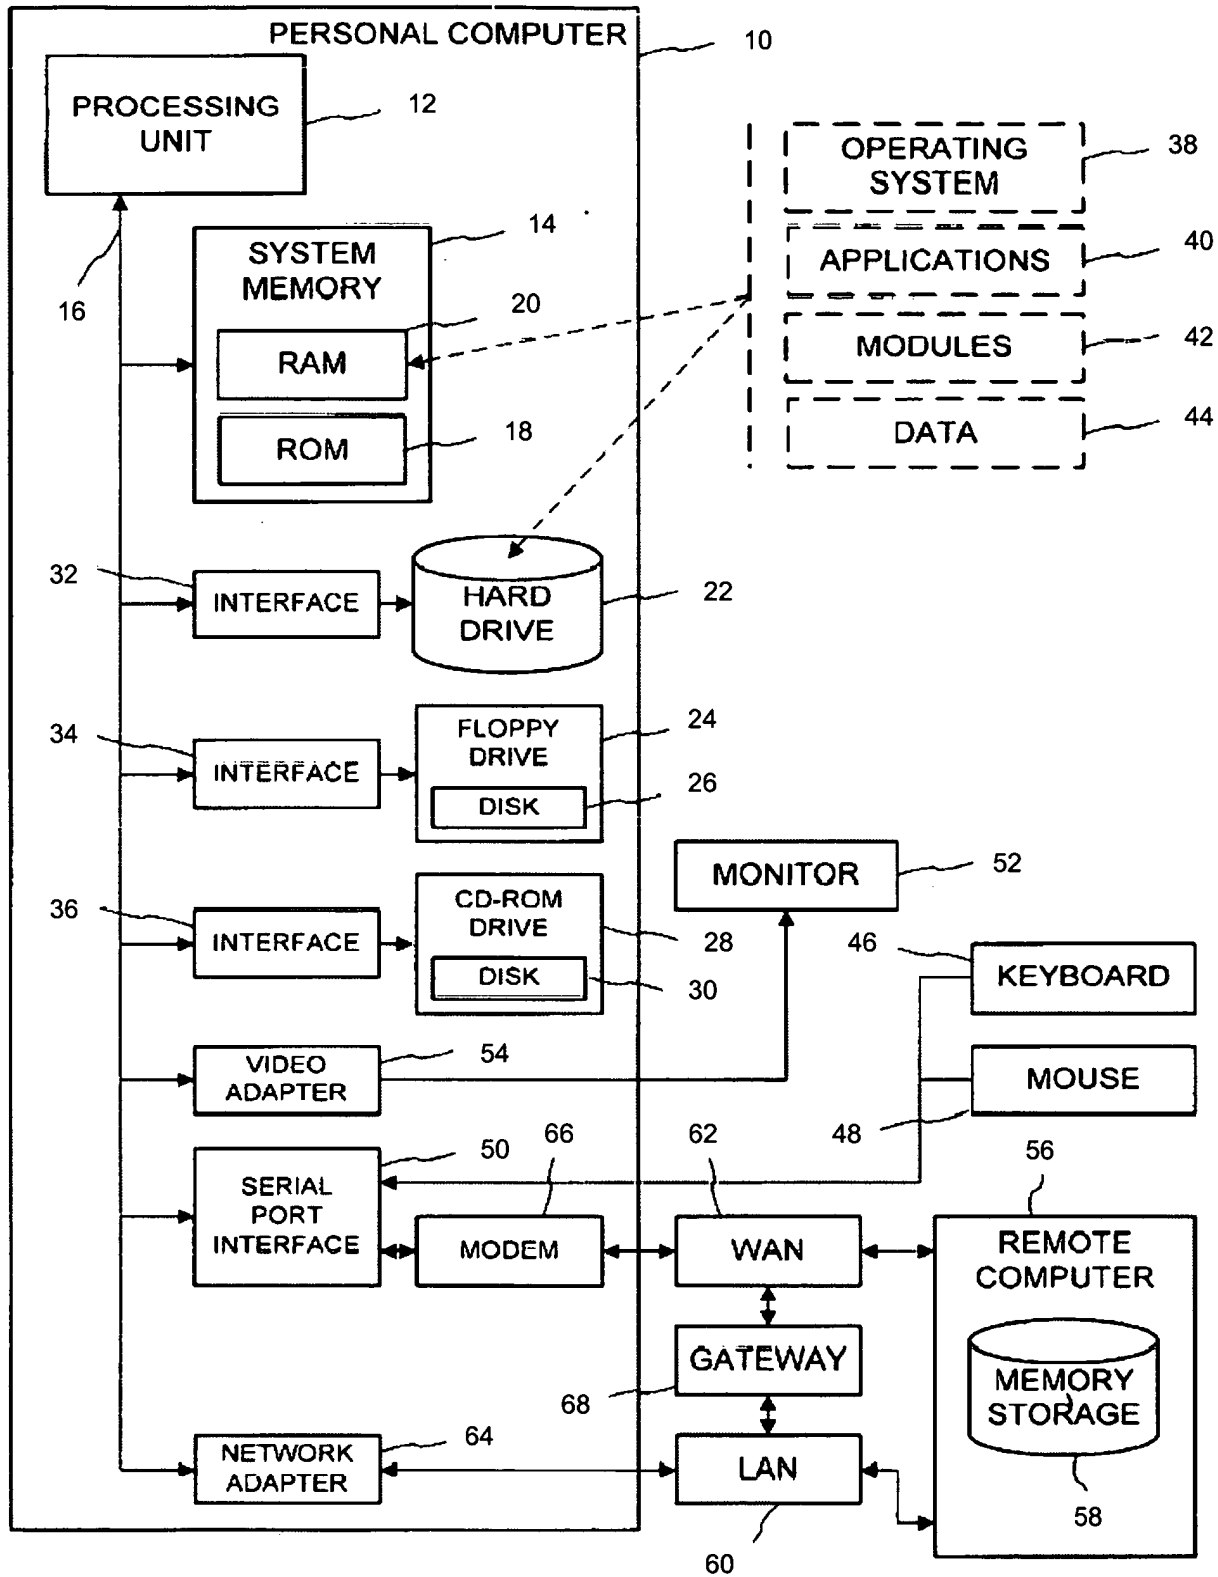 PERSONAL COMPUTER
10
PROCESSING
UNIT
12
16
SYSTEM
MEMORY
14
RAM
20
ROM
18
OPERATING
SYSTEM
38
APPLICATIONS
40
MODULES
42
DATA
44
32
INTERFACE
HARD
DRIVE
22
34
INTERFACE
FLOPPY
DRIVE
24
DISK
26
36
INTERFACE
CD-ROM
DRIVE
28
DISK
30
MONITOR
52
46
KEYBOARD
MOUSE
48
VIDEO
ADAPTER
54
SERIAL
PORT
INTERFACE
50
66
MODEM
62
WAN
56
REMOTE
COMPUTER
MEMORY
STORAGE
58
GATEWAY
68
NETWORK
ADAPTER
64
LAN
60